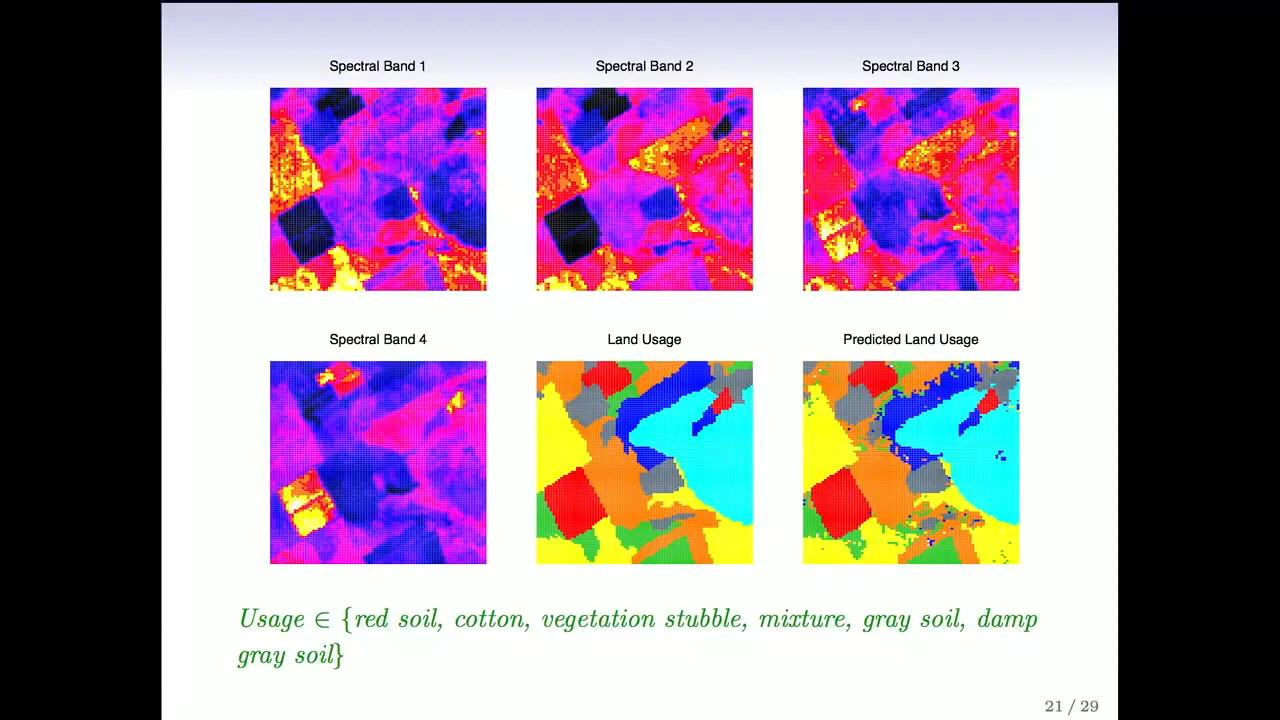 Spectral Band 1
Spectral Band 2
Spectral Band 3
Spectral Band 4
Land Usage
Predicted Land Usage
Usage ∈ {red soil, cotton, vegetation stubble, mixture, gray soil, damp
gray soil}
21 / 29